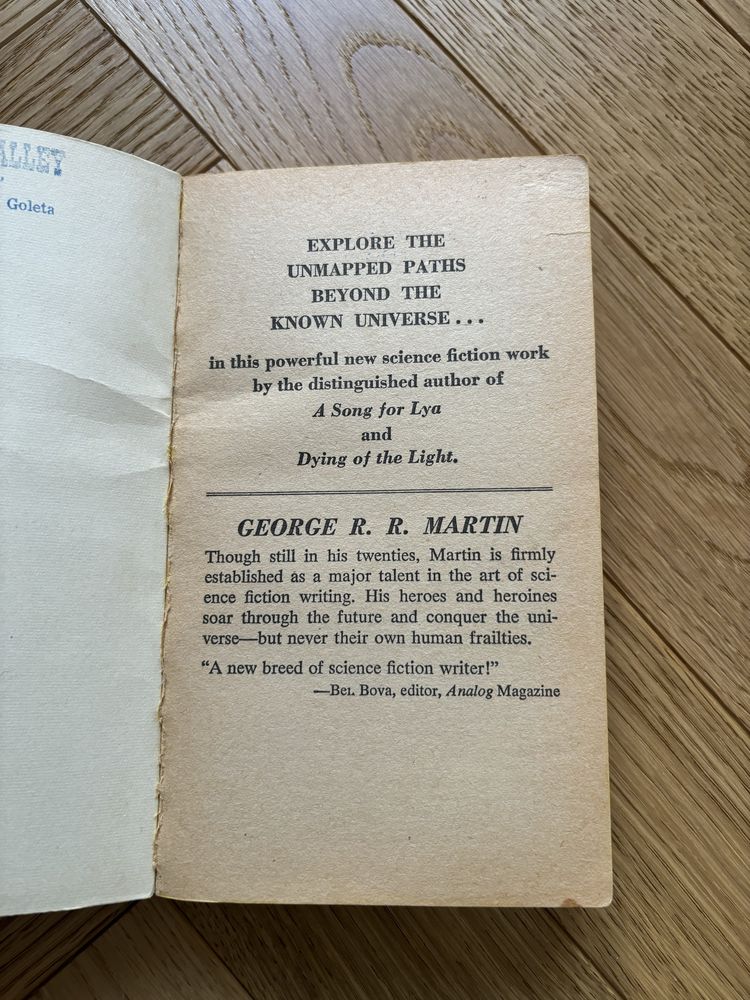 ALLEY
Goleta
EXPLORE THE
UNMAPPED PATHS
BEYOND THE
KNOWN UNIVERSE...
in this powerful new science fiction work
by the distinguished author of
A Song for Lya
and
Dying of the Light.
GEORGE R. R. MARTIN
Though still in his twenties, Martin is firmly
established as a major talent in the art of sci-
ence fiction writing. His heroes and heroines
soar through the future and conquer the uni-
verse—but never their own human frailties.
"A new breed of science fiction writer!"
—Ben Bova, editor, Analog Magazine